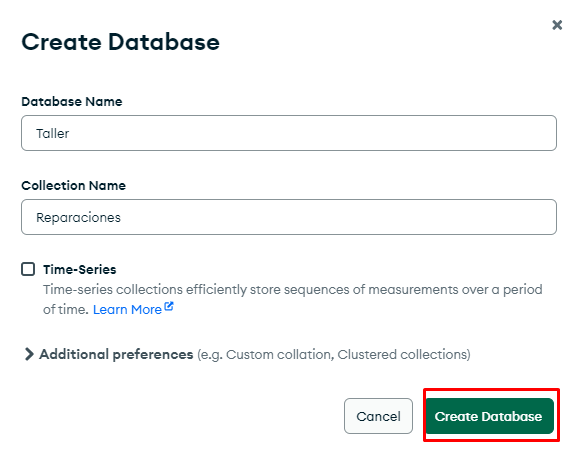 Create Database
Database Name
Taller
Collection Name
Reparaciones
Time-Series
Time-series collections efficiently store sequences of measurements over a period
of time. Learn More
Additional preferences (e.g. Custom collation, Clustered collections)
Cancel
Create Database